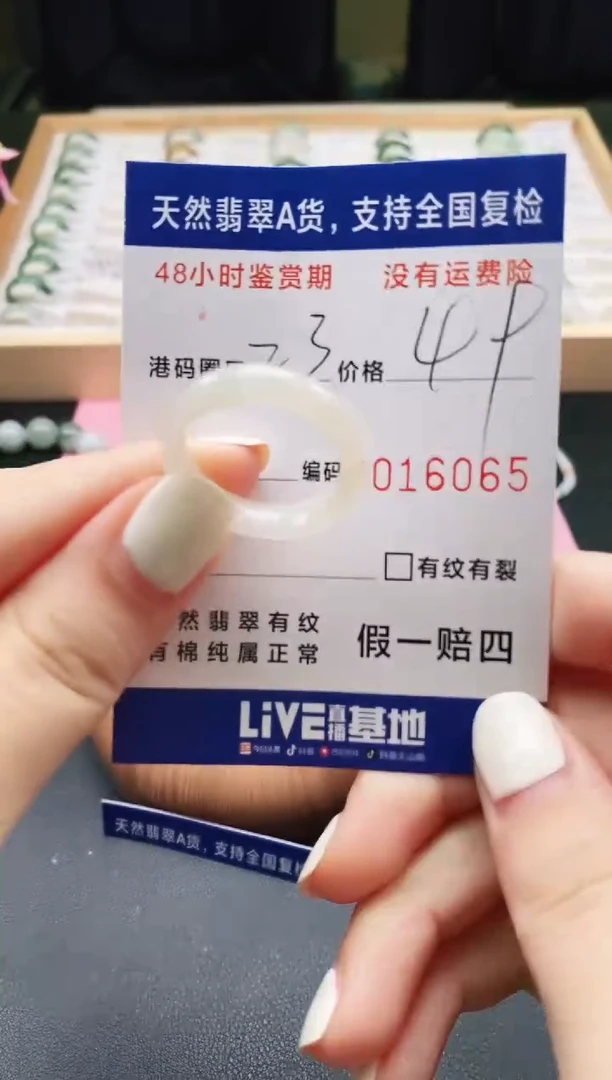 天然翡翠A货，支持全国复检
48小时鉴赏期 没有运费险
港码圈口 价格
编码 016065
有纹有裂
然翡翠有纹
有棉纯属正常 假一赔四
LiVE直播基地
天然翡翠A货，支持全国复检